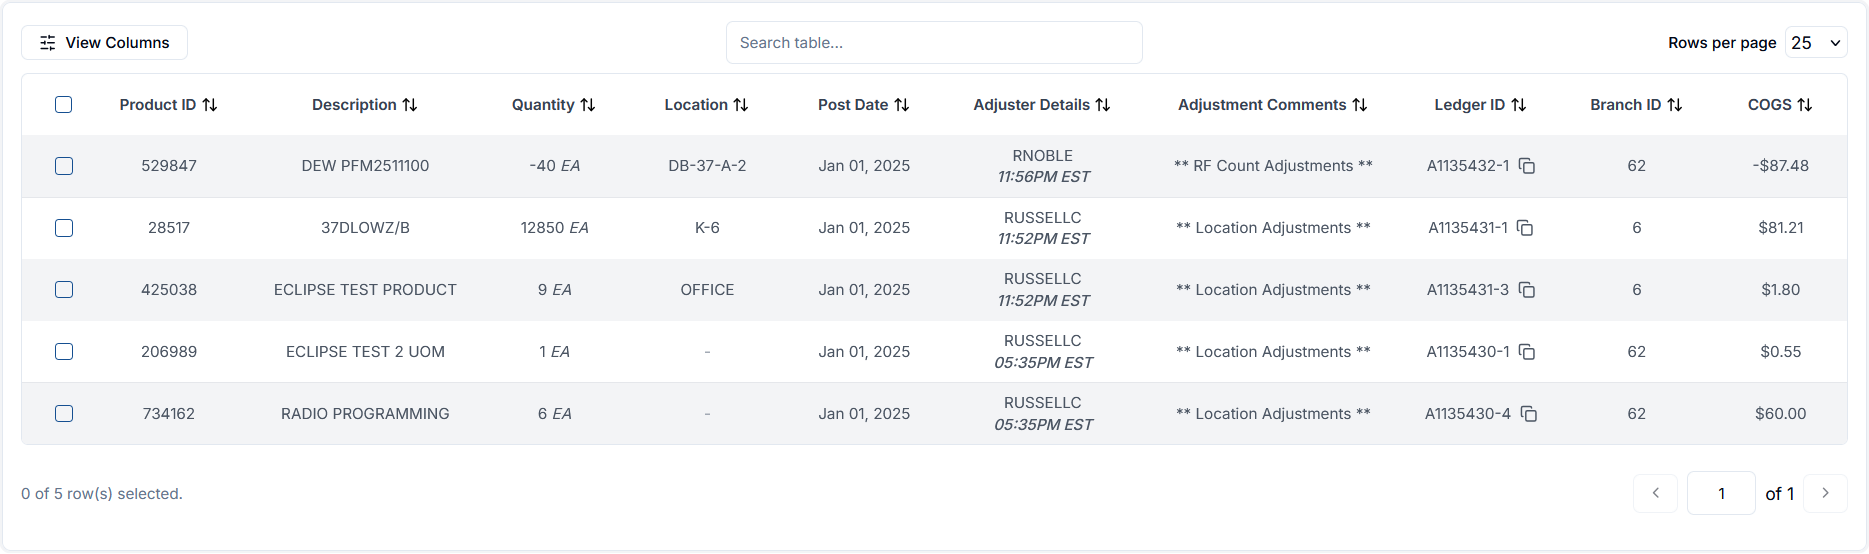 View Columns
Search table...
Rows per page 25
Product ID Description Quantity Location Post Date Adjuster Details Adjustment Comments Ledger ID Branch ID COGS
529847 DEW PFM2511100 -40 EA DB-37-A-2 Jan 01, 2025 RNOBLE ** RF Count Adjustments ** A1135432-1 62 -$87.48
11:56PM EST
28517 37DLOWZ/B 12850 EA K-6 Jan 01, 2025 RUSSELLC ** Location Adjustments ** A1135431-1 6 $81.21
11:52PM EST
425038 ECLIPSE TEST PRODUCT 9 EA OFFICE Jan 01, 2025 RUSSELLC ** Location Adjustments ** A1135431-3 6 $1.80
11:52PM EST
206989 ECLIPSE TEST 2 UOM 1 EA - Jan 01, 2025 RUSSELLC ** Location Adjustments ** A1135430-1 62 $0.55
05:35PM EST
734162 RADIO PROGRAMMING 6 EA - Jan 01, 2025 RUSSELLC ** Location Adjustments ** A1135430-4 62 $60.00
05:35PM EST
0 of 5 row(s) selected.
1 of 1